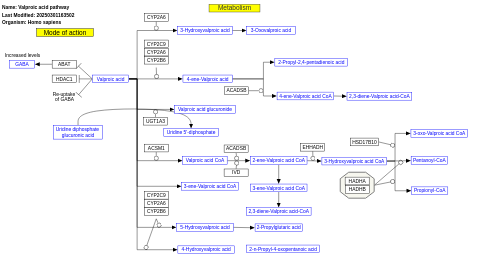 Name: Valproic acid pathway
Last Modified: 20250301163502
Organism: Homo sapiens
Mode of action
Metabolism
Increased levels
GABA
ABAT
HDAC1
Re-uptake
of GABA
Valproic acid
Uridine diphosphate
glucuronic acid
CYP2A6
3-Hydroxyvalproic acid
3-Oxovalproic acid
CYP2C9
CYP2A6
CYP2B6
4-ene-Valproic acid
2-Propyl-2,4-pentadienoic acid
ACADSB
4-ene-Valproic acid CoA
2,3-diene-Valproic acid-CoA
Valproic acid glucuronide
UGT1A3
Uridine 5'-diphosphate
ACSM1
Valproic acid CoA
ACADSB
IVD
2-ene-Valproic acid CoA
EHHADH
3-Hydroxyvalproic acid CoA
HSD17B10
3-oxo-Valproic acid CoA
Pentanoyl-CoA
Propionyl-CoA
HADHA
HADHB
3-ene-Valproic acid CoA
3-ene-Valproic acid CoA
2,3-diene-Valproic acid-CoA
CYP2C9
CYP2A6
CYP2B6
5-Hydroxyvalproic acid
2-Propylglutaric acid
4-Hydroxyvalproic acid
2-n-Propyl-4-oxopentanoic acid